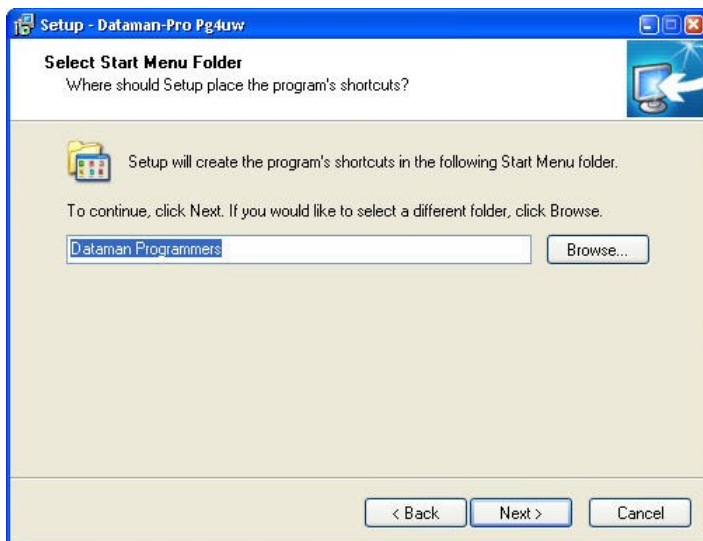 Setup - Dataman-Pro Pg4uw
Select Start Menu Folder
Where should Setup place the program's shortcuts?
Setup will create the program's shortcuts in the following Start Menu folder.
To continue, click Next. If you would like to select a different folder, click Browse.
Dataman Programmers
Browse...
< Back
Next >
Cancel